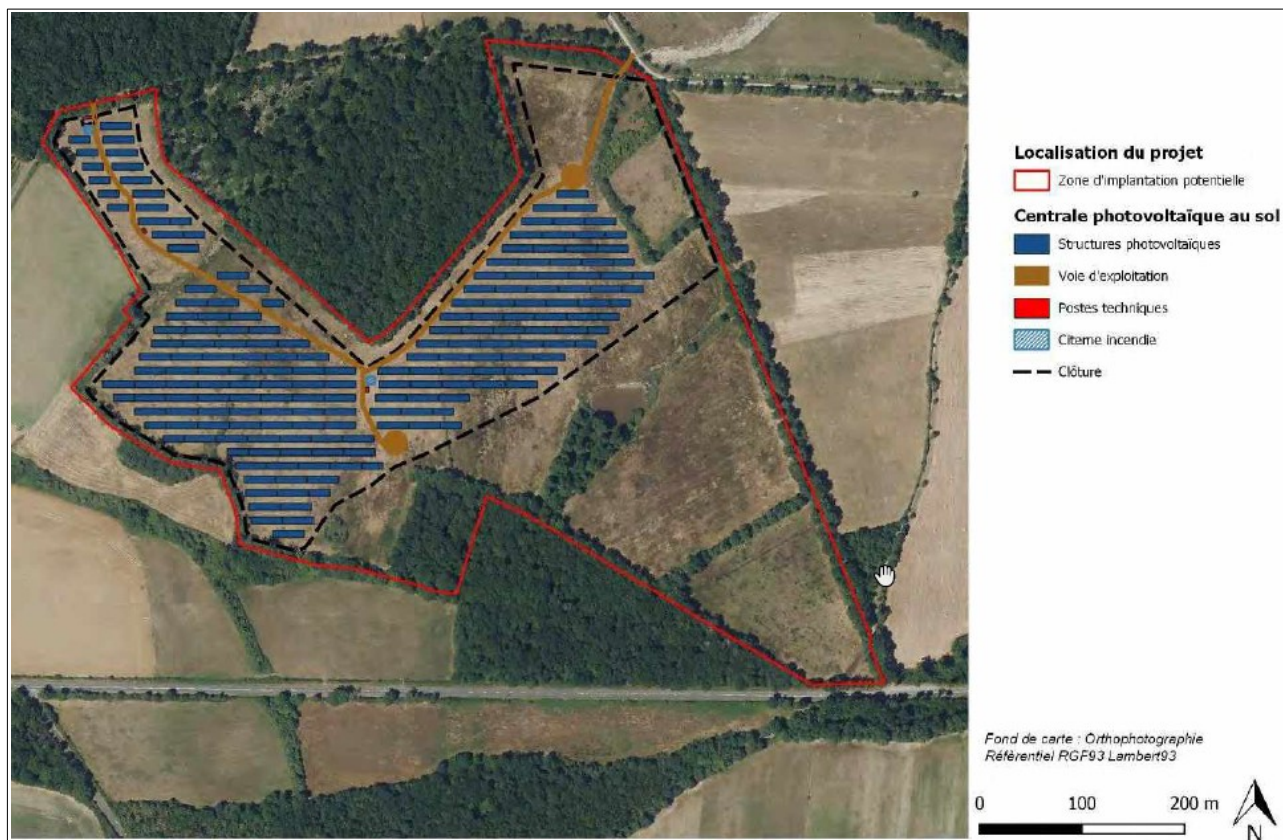 Localisation du projet
Zone d'implantation potentielle
Centrale photovoltaïque au sol
Structures photovoltaïques
Voie d'exploitation
Postes techniques
Citerne incendie
Clôture
Fond de carte : Orthophotographie
Référentiel RGF93 Lambert93
0 100 200 m
N